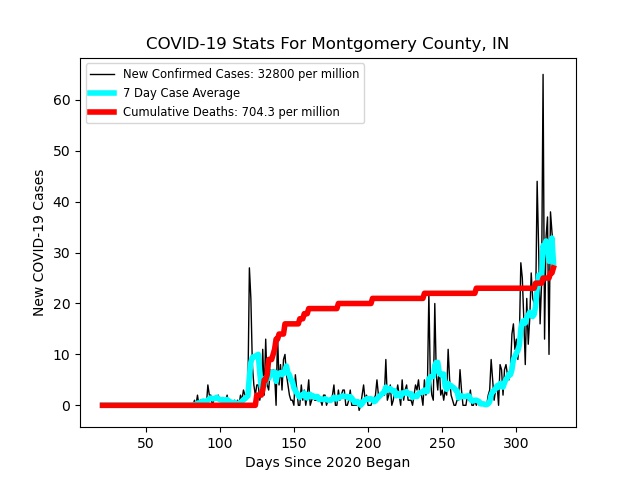 COVID-19 Stats For Montgomery County, IN
New Confirmed Cases: 32800 per million
7 Day Case Average
Cumulative Deaths: 704.3 per million
New COVID-19 Cases
60
50
40
30
20
10
0
50 100 150 200 250 300
Days Since 2020 Began